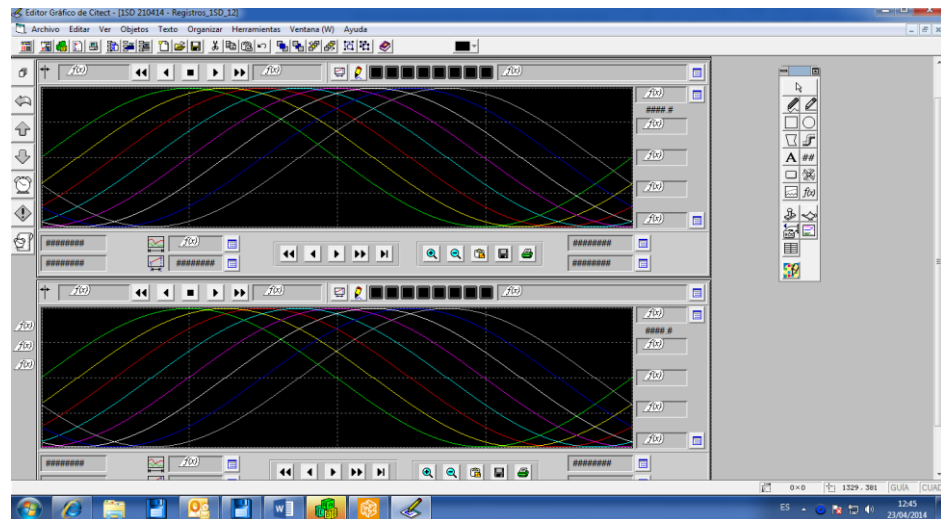 Editor Gráfico de Citect - [1SD 210414 - Registros_1SD_12]
Archivo Editar Ver Objetos Texto Organizar Herramientas Ventana (W) Ayuda
f(x) f(x) f(x)
f(x)
####.#
f(x)
f(x)
f(x)
f(x)
######## f(x) ########
######## ######## ########
f(x) f(x) f(x)
f(x)
####.#
f(x)
f(x)
f(x)
f(x)
######## f(x) ########
f(x)
f(x)
f(x)
A ##
f(x)
0×0 1329 . 381 GUÍA CUAD
ES 12:45
23/04/2014